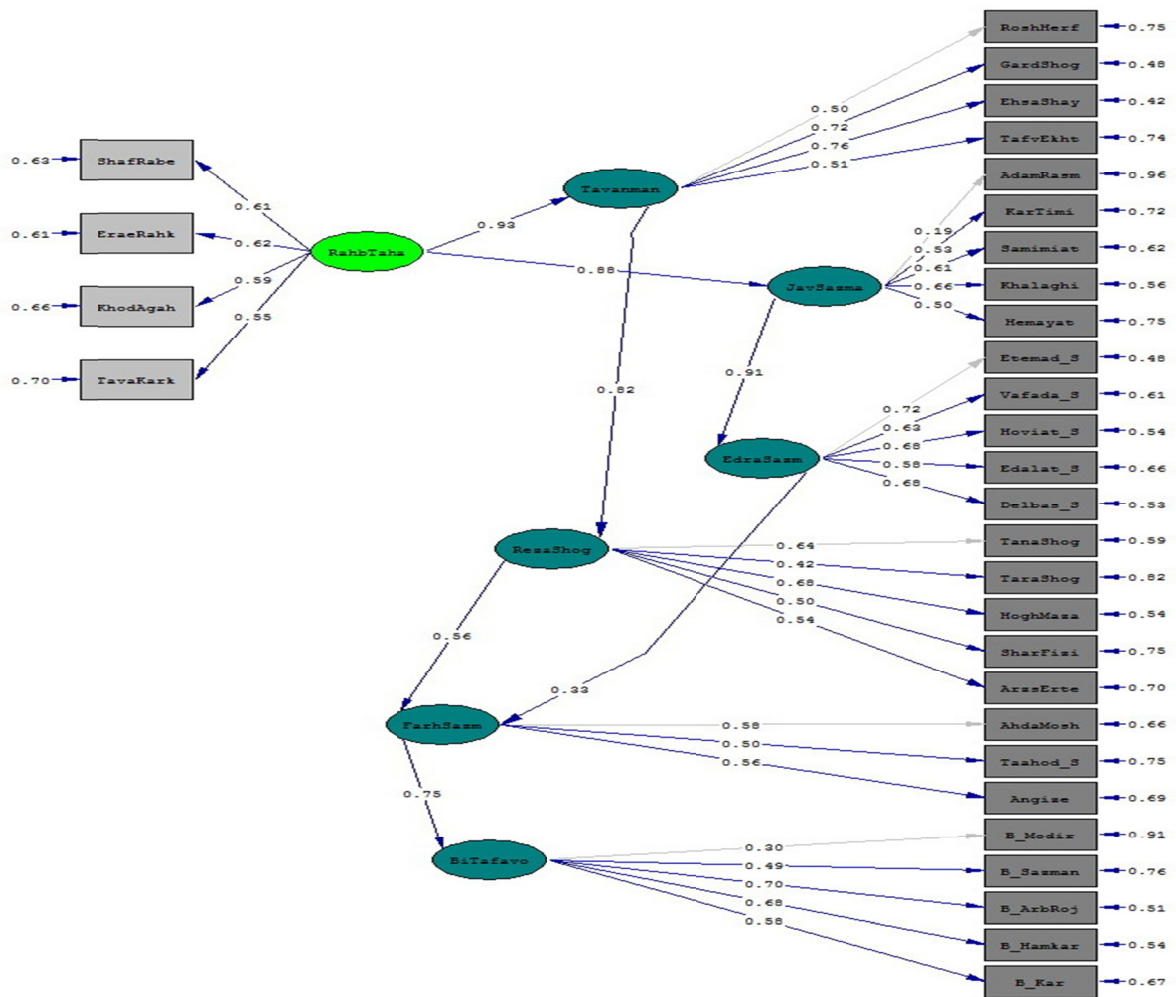 RoshHerf
0.75
GardShog
0.48
EhsaShay
0.42
TafvEkht
0.74
AdamRasm
0.96
KarTimi
0.72
Samimiat
0.62
Khalaghi
0.56
Hemayat
0.75
Etemad_S
0.48
Vafada_S
0.61
Hoviat_S
0.54
Edalat_S
0.66
Delbas_S
0.53
TanaShog
0.59
TaraShog
0.82
HoghMaza
0.54
SharFizi
0.75
ArzsErte
0.70
AhdaMosh
0.66
Taahod_S
0.75
Angize
0.69
B_Modir
0.91
B_Sazman
0.76
B_ArbRoj
0.51
B_Hamkar
0.54
B_Kar
0.67
0.63
ShafRabe
0.61
EraeRahk
0.66
KhodAgah
0.70
TavaKark
0.61
0.62
0.59
0.55
RahbTaha
0.93
0.88
Tavanman
0.50
0.72
0.76
0.51
0.82
JavSazma
0.19
0.53
0.61
0.66
0.50
0.91
EdraSazm
0.72
0.63
0.68
0.58
0.68
0.33
RezaShog
0.64
0.42
0.68
0.50
0.54
0.56
FarhSazm
0.58
0.50
0.56
0.75
BiTafavo
0.30
0.49
0.70
0.68
0.58